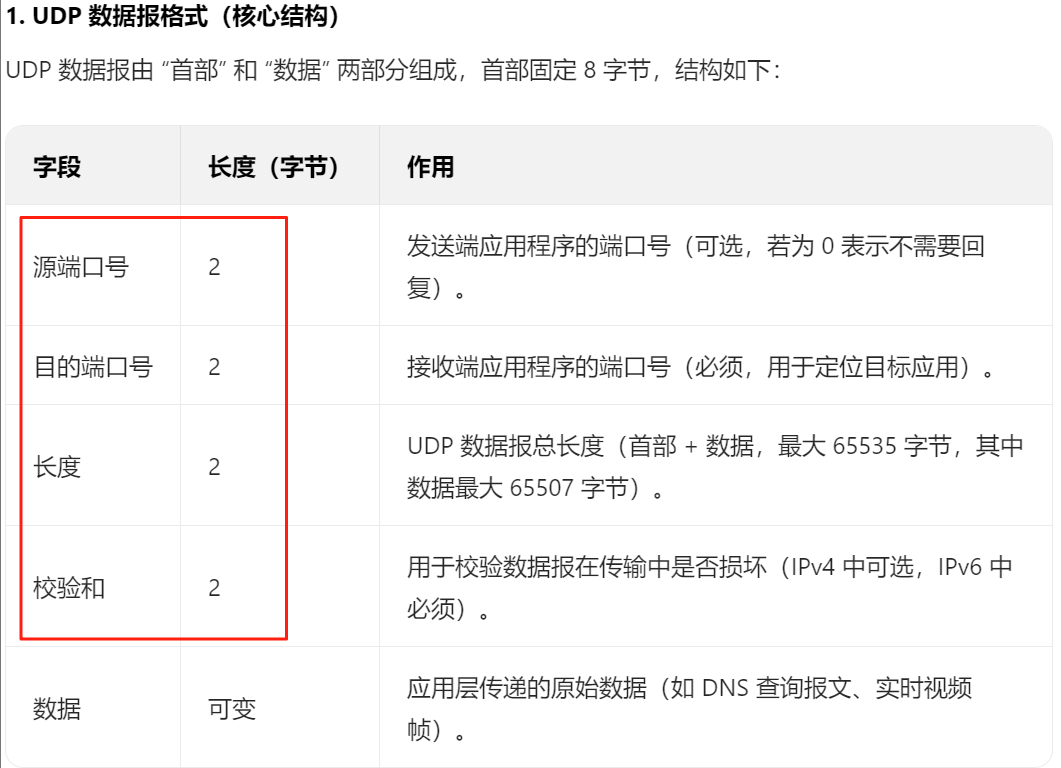 1. UDP 数据报格式（核心结构）
UDP 数据报由 “首部” 和 “数据” 两部分组成，首部固定 8 字节，结构如下：
字段 长度（字节） 作用
源端口号 2 发送端应用程序的端口号（可选，若为 0 表示不需要回
复）。
目的端口号 2 接收端应用程序的端口号（必须，用于定位目标应用）。
长度 2 UDP 数据报总长度（首部 + 数据，最大 65535 字节，其中
数据最大 65507 字节）。
校验和 2 用于校验数据报在传输中是否损坏（IPv4 中可选，IPv6 中
必须）。
数据 可变 应用层传递的原始数据（如 DNS 查询报文、实时视频
帧）。